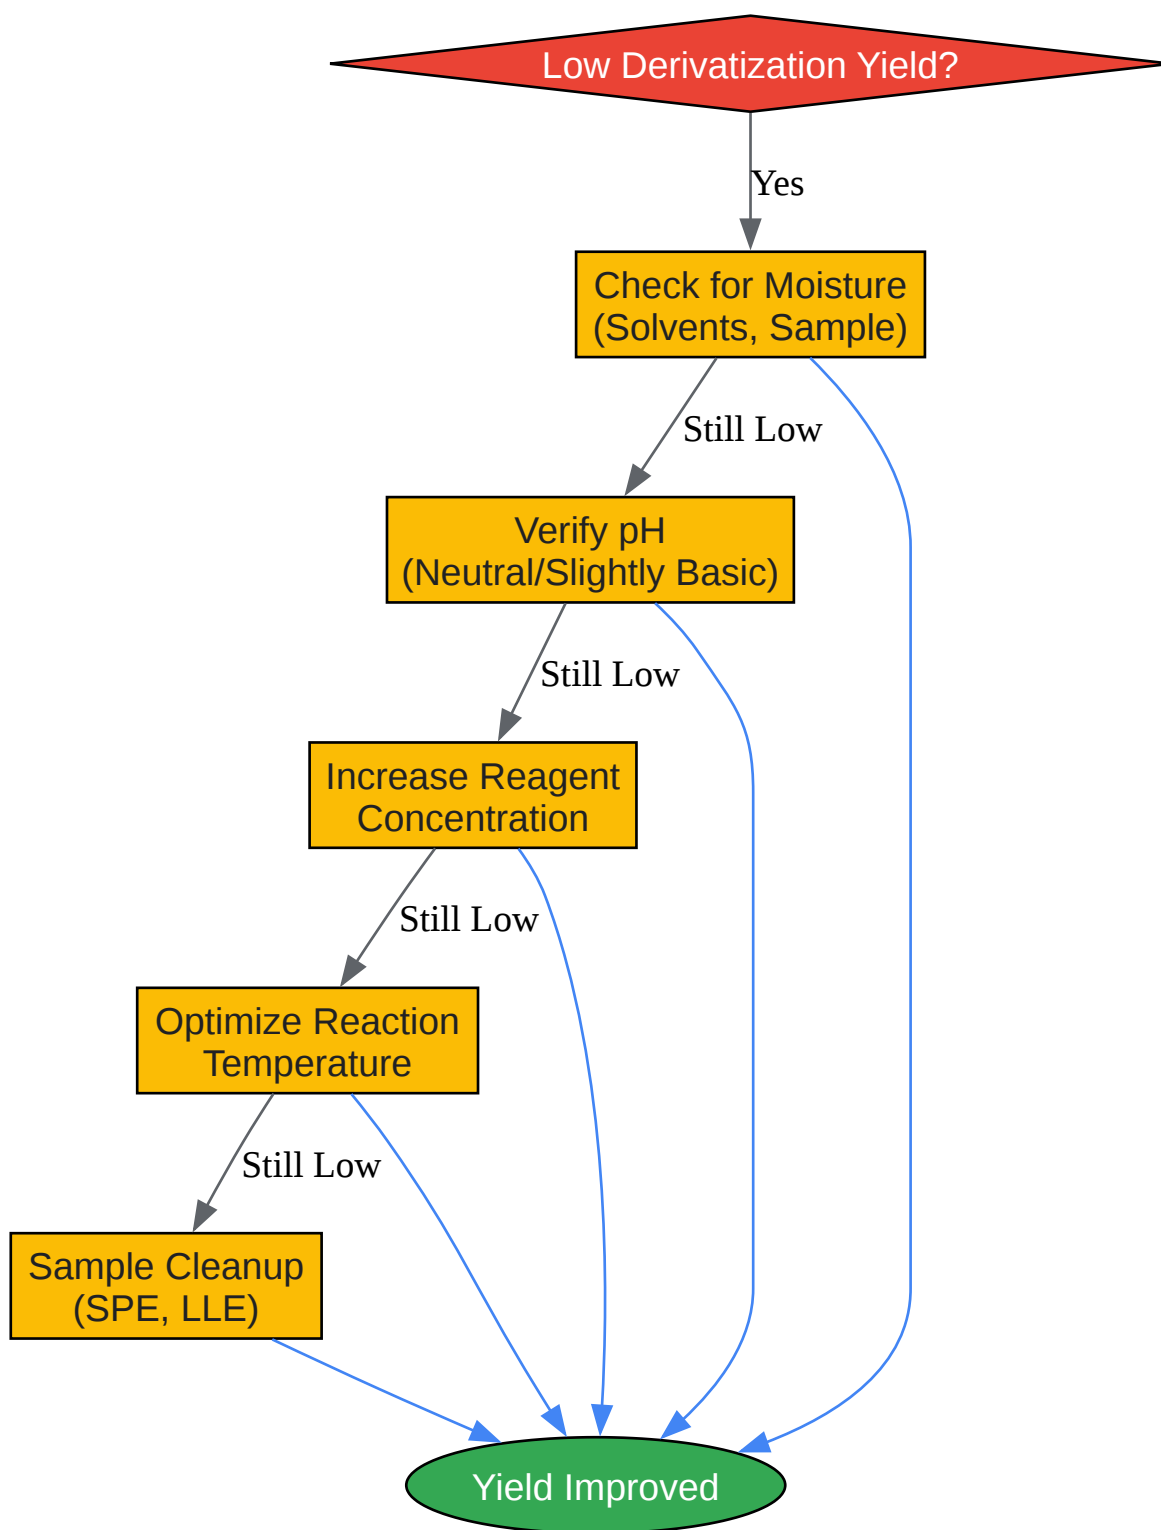 Low Derivatization Yield?
Yes
Check for Moisture
(Solvents, Sample)
Still Low
Verify pH
(Neutral/Slightly Basic)
Still Low
Increase Reagent
Concentration
Still Low
Optimize Reaction
Temperature
Still Low
Sample Cleanup
(SPE, LLE)
Yield Improved